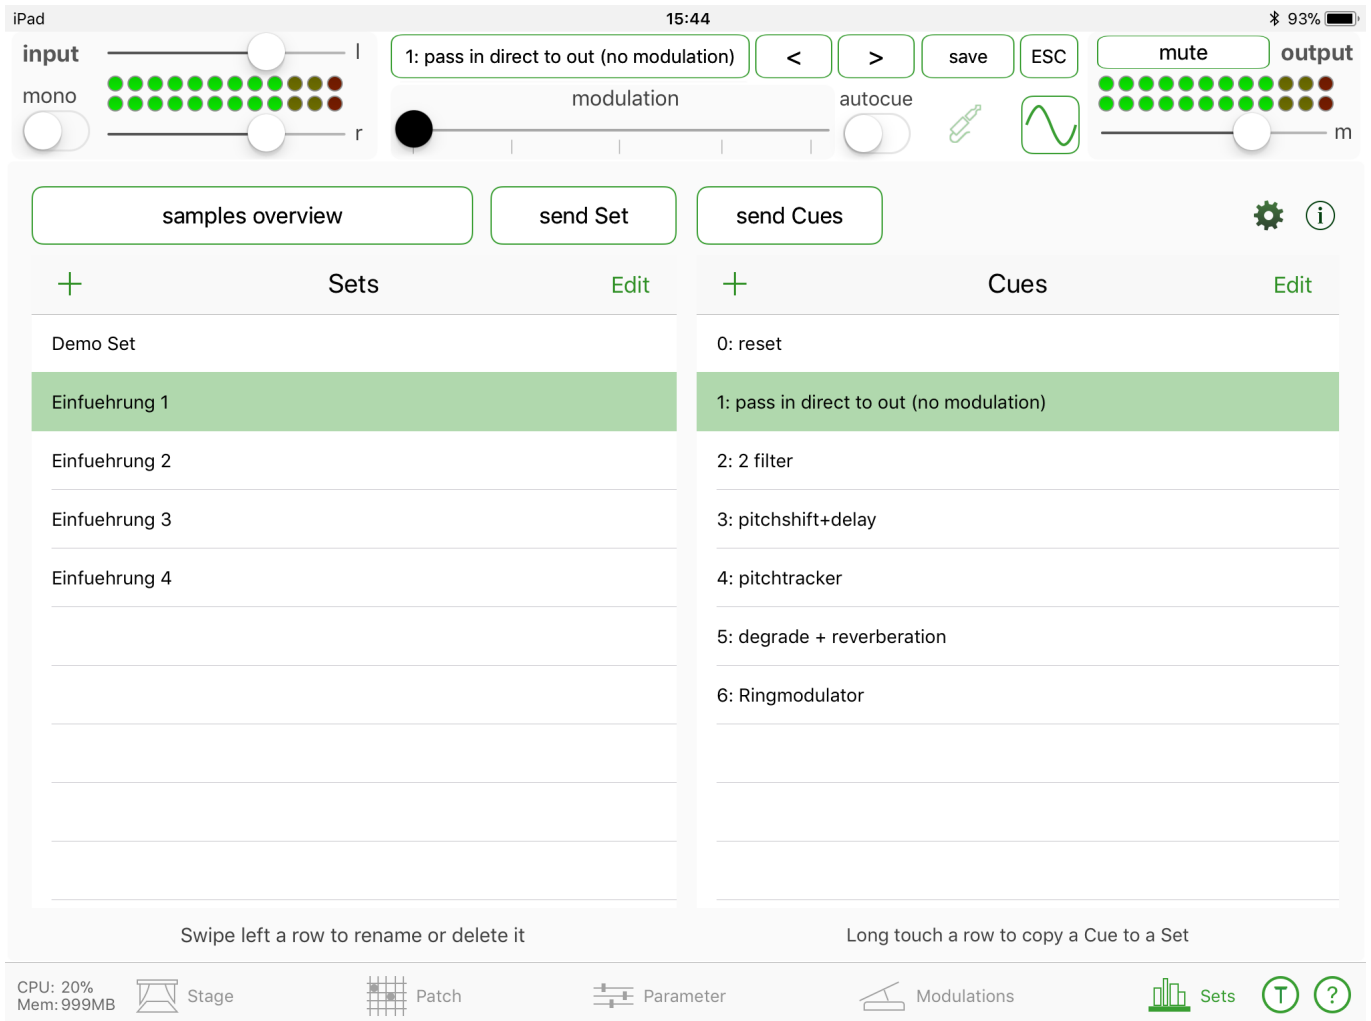 iPad 15:44 93%
input l 1: pass in direct to out (no modulation) < > save ESC mute output
mono modulation autocue
r m
samples overview send Set send Cues i
+ Sets Edit
Demo Set
Einfuehrung 1
Einfuehrung 2
Einfuehrung 3
Einfuehrung 4
Swipe left a row to rename or delete it
+ Cues Edit
0: reset
1: pass in direct to out (no modulation)
2: 2 filter
3: pitchshift+delay
4: pitchtracker
5: degrade + reverberation
6: Ringmodulator
Long touch a row to copy a Cue to a Set
CPU: 20%
Mem: 999MB
Stage Patch Parameter Modulations Sets T ?